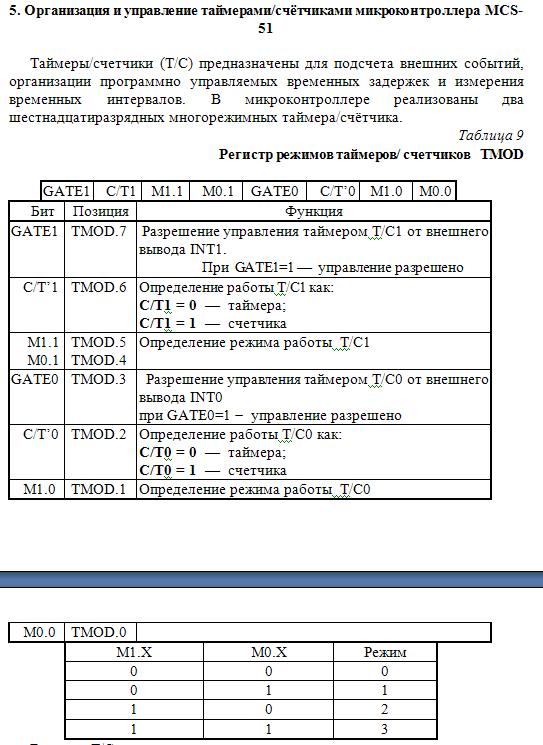 5. Организация и управление таймерами/счётчиками микроконтроллера MCS-
51
Таймеры/счетчики (Т/С) предназначены для подсчета внешних событий,
организации программно управляемых временных задержек и измерения
временных интервалов. В микроконтроллере реализованы два
шестнадцатиразрядных многорежимных таймера/счётчика.
Таблица 9
Регистр режимов таймеров/ счетчиков TMOD
GATE1 C/T1 M1.1 M0.1 GATE0 C/T'0 M1.0 M0.0
Бит Позиция Функция
GATE1 TMOD.7 Разрешение управления таймером Т/С1 от внешнего
вывода INT1.
При GATE1=1 — управление разрешено
C/T'1 TMOD.6 Определение работы Т/С1 как:
C/T1 = 0 — таймера;
C/T1 = 1 — счетчика
M1.1 TMOD.5 Определение режима работы Т/С1
M0.1 TMOD.4
GATE0 TMOD.3 Разрешение управления таймером Т/С0 от внешнего
вывода INT0
при GATE0=1 – управление разрешено
C/T'0 TMOD.2 Определение работы Т/С0 как:
C/T0 = 0 — таймера;
C/T0 = 1 — счетчика
M1.0 TMOD.1 Определение режима работы Т/С0
M0.0 TMOD.0
M1.X M0.X Режим
0 0 0
0 1 1
1 0 2
1 1 3